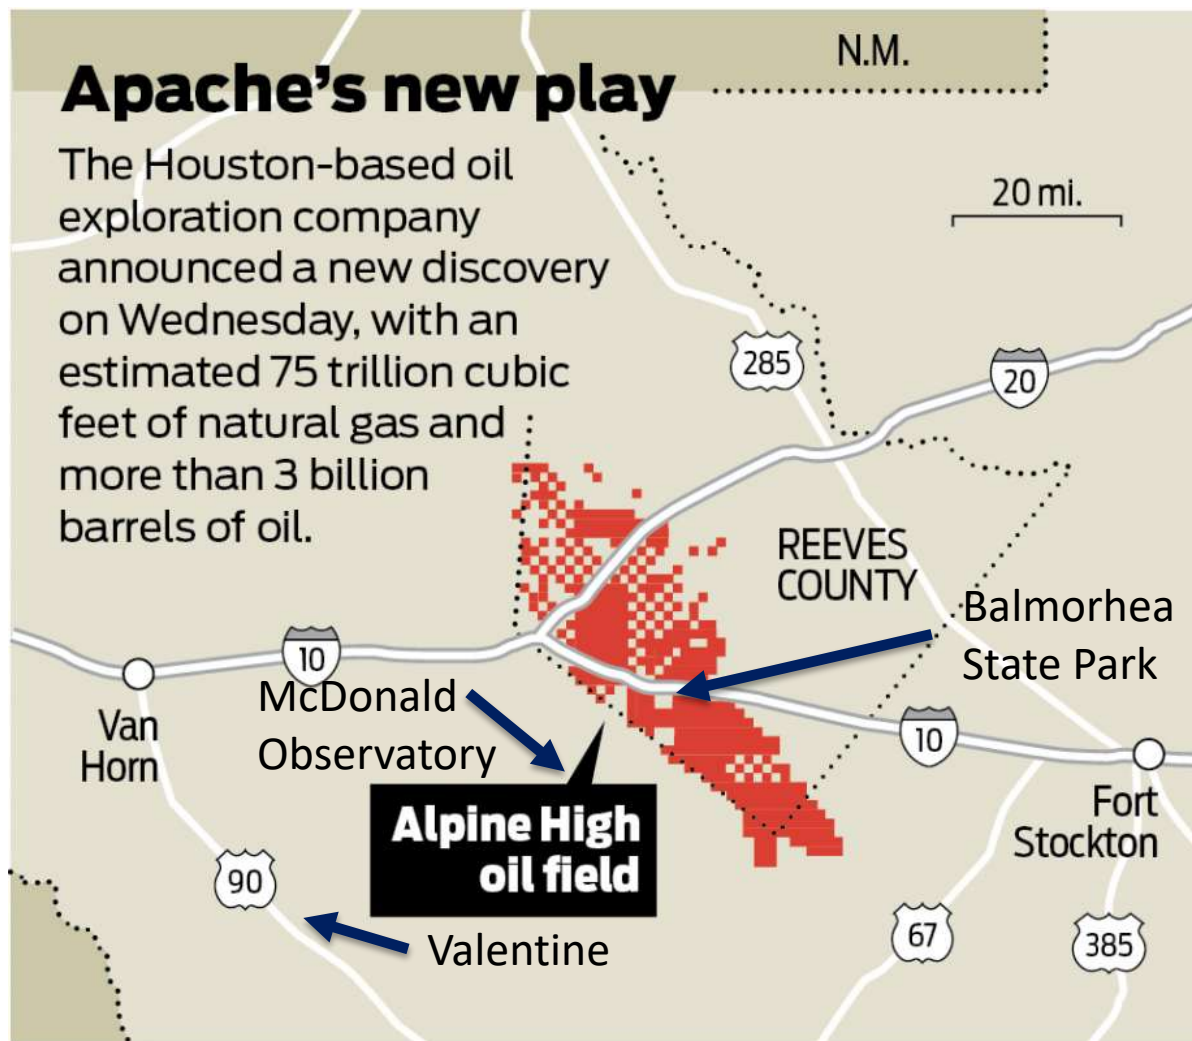 N.M.
Apache's new play
The Houston-based oil
exploration company
announced a new discovery
on Wednesday, with an
estimated 75 trillion cubic
feet of natural gas and
more than 3 billion
barrels of oil.
20 mi.
285
20
REEVES
COUNTY
Balmorhea
State Park
10
McDonald
Observatory
Van
Horn
10
Alpine High
oil field
Fort
Stockton
90
Valentine
67
385